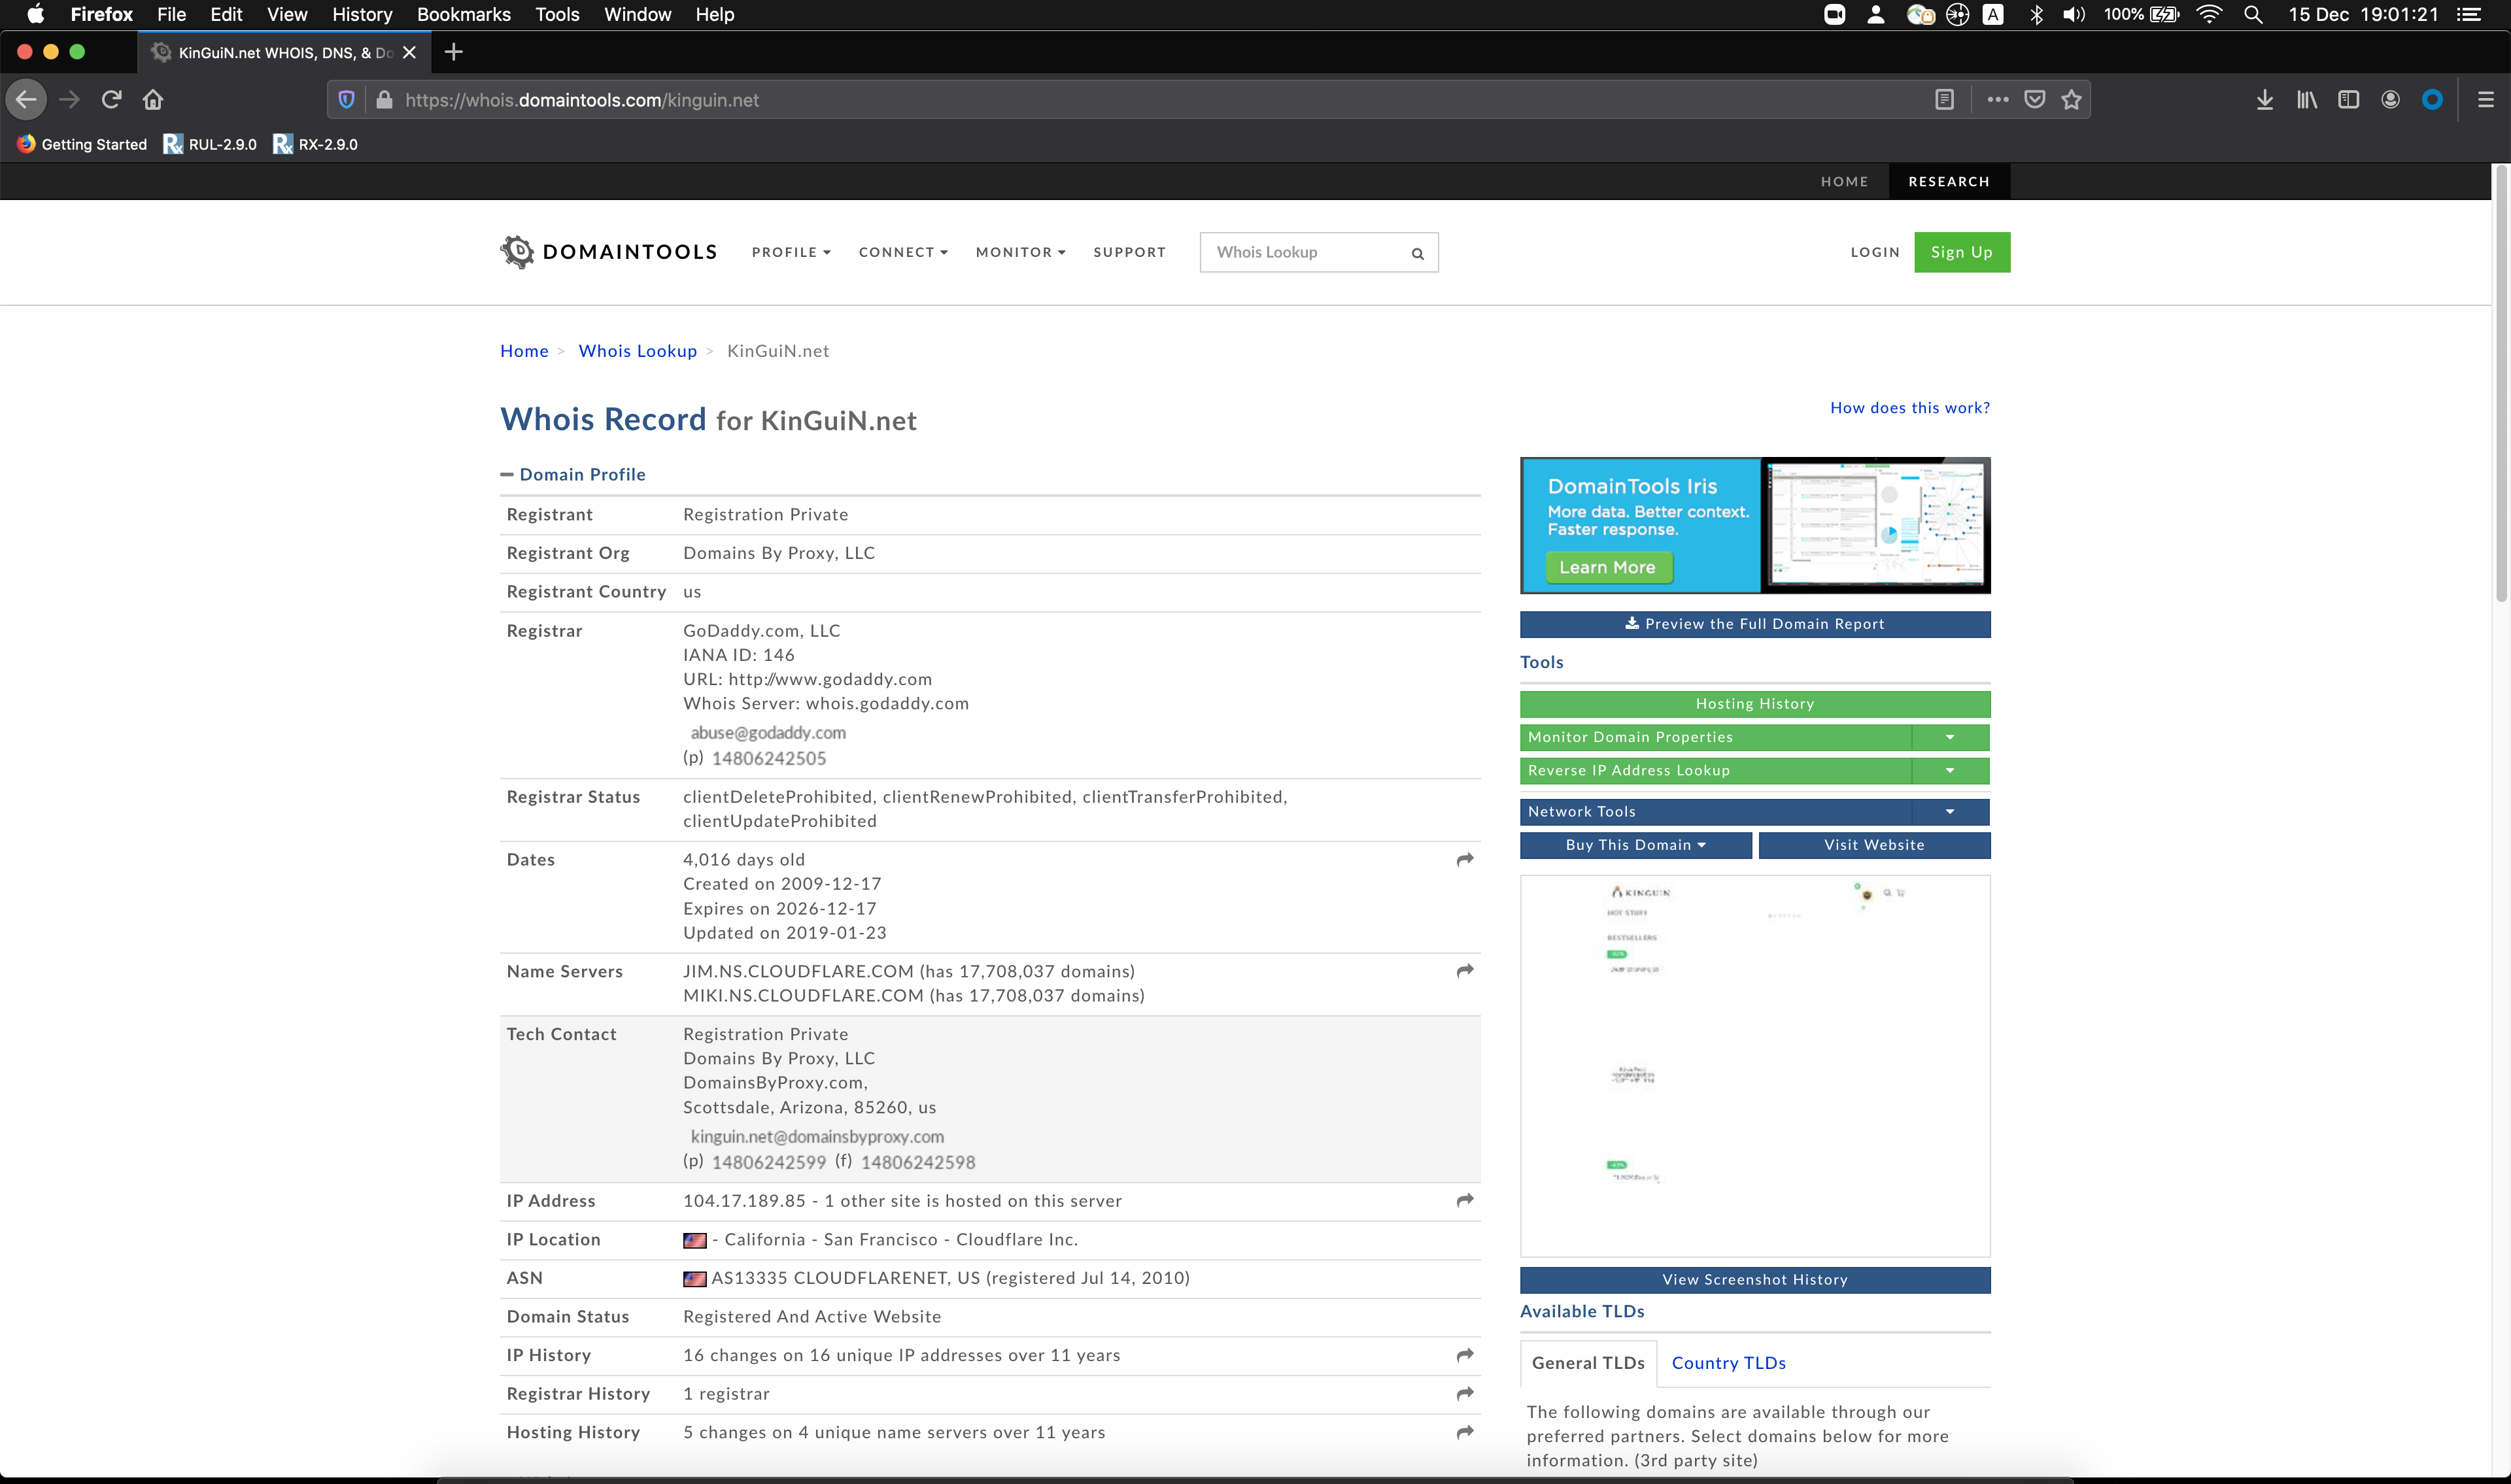 Firefox File Edit View History Bookmarks Tools Window Help
A 100% 15 Dec 19:01:21
KinGuiN.net WHOIS, DNS, & Do
https://whois.domaintools.com/kinguin.net
Getting Started RUL-2.9.0 RX-2.9.0
HOME RESEARCH
DOMAINTOOLS PROFILE CONNECT MONITOR SUPPORT Whois Lookup LOGIN Sign Up
Home > Whois Lookup > KinGuiN.net
How does this work?
Whois Record for KinGuiN.net
Domain Profile
Registrant Registration Private
Registrant Org Domains By Proxy, LLC
Registrant Country us
Registrar GoDaddy.com, LLC
IANA ID: 146
URL: http://www.godaddy.com
Whois Server: whois.godaddy.com
abuse@godaddy.com
(p) 14806242505
Registrar Status clientDeleteProhibited, clientRenewProhibited, clientTransferProhibited,
clientUpdateProhibited
Dates 4,016 days old
Created on 2009-12-17
Expires on 2026-12-17
Updated on 2019-01-23
Name Servers JIM.NS.CLOUDFLARE.COM (has 17,708,037 domains)
MIKI.NS.CLOUDFLARE.COM (has 17,708,037 domains)
Tech Contact Registration Private
Domains By Proxy, LLC
DomainsByProxy.com,
Scottsdale, Arizona, 85260, us
kinguin.net@domainsbyproxy.com
(p) 14806242599 (f) 14806242598
IP Address 104.17.189.85 - 1 other site is hosted on this server
IP Location - California - San Francisco - Cloudflare Inc.
ASN AS13335 CLOUDFLARENET, US (registered Jul 14, 2010)
Domain Status Registered And Active Website
IP History 16 changes on 16 unique IP addresses over 11 years
Registrar History 1 registrar
Hosting History 5 changes on 4 unique name servers over 11 years
DomainTools Iris
More data. Better context.
Faster response.
Learn More
Preview the Full Domain Report
Tools
Hosting History
Monitor Domain Properties
Reverse IP Address Lookup
Network Tools
Buy This Domain Visit Website
KINGUIN
HOT STUFF
BESTSELLERS
View Screenshot History
Available TLDs
General TLDs Country TLDs
The following domains are available through our
preferred partners. Select domains below for more
information. (3rd party site)